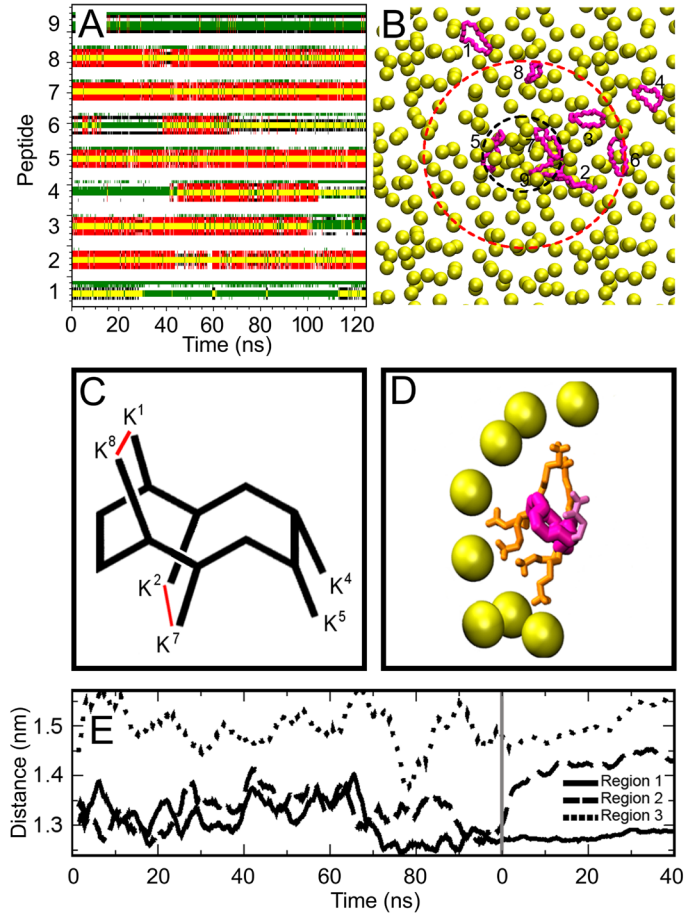 A
9
8
7
6
5
4
3
2
1
Peptide
0 20 40 60 80 100 120
Time (ns)
B
1
8
4
3
5
7
6
9
2
C
K¹
K⁸
K²
K⁴
K⁵
K⁷
D
E
1.5
1.4
1.3
Distance (nm)
Region 1
Region 2
Region 3
0 20 40 60 80 0 20 40
Time (ns)